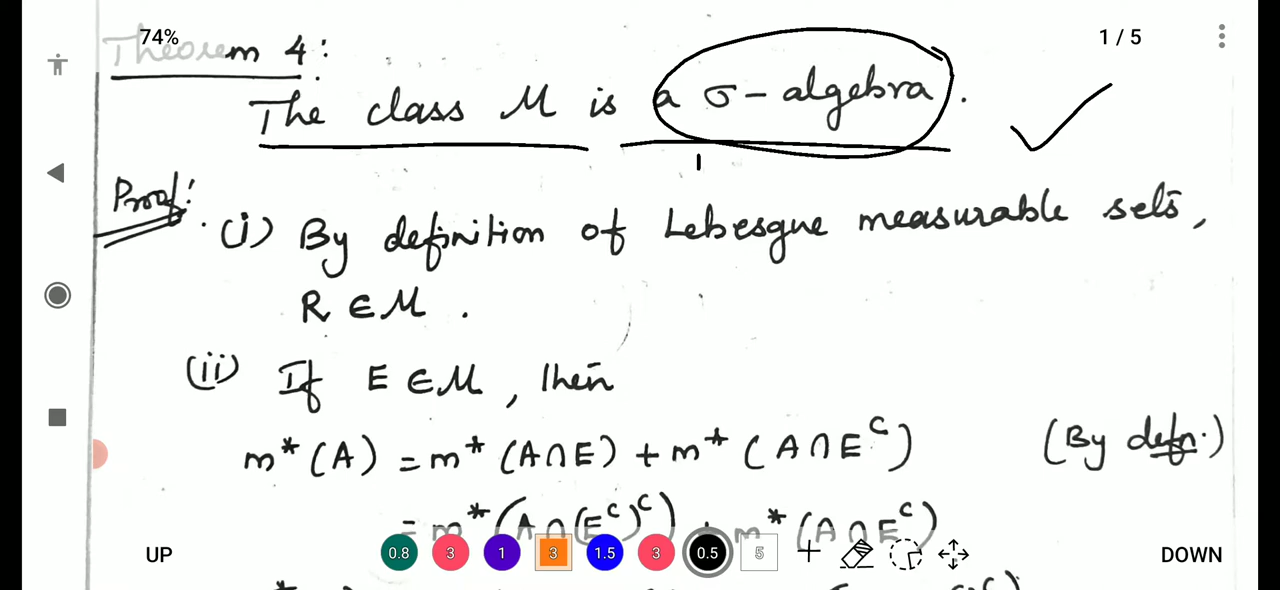 74%
1 / 5
Theorem 4:
The class M is a σ-algebra.
Proof:
(i) By definition of Lebesgue measurable sets,
R ∈ M.
(ii) If E ∈ M, then
m*(A) = m*(A∩E) + m*(A∩E^c) (By defn.)
= m*(A∩(E^c)^c) + m*(A∩E^c)
UP 0.8 3 1 3 1.5 3 0.5 5 DOWN